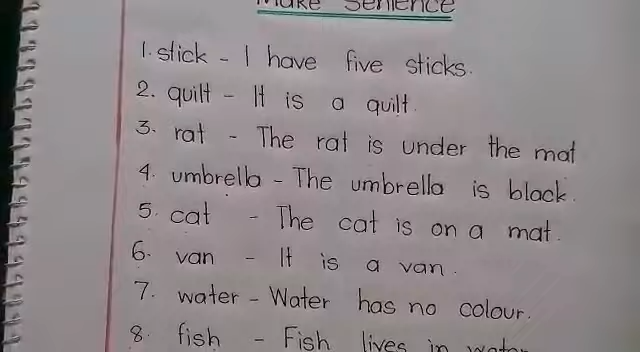 Make Sentence
1. stick - I have five sticks.
2. quilt - It is a quilt.
3. rat - The rat is under the mat
4. umbrella - The umbrella is black.
5. cat - The cat is on a mat.
6. van - It is a van.
7. water - Water has no colour.
8. fish - Fish lives in water